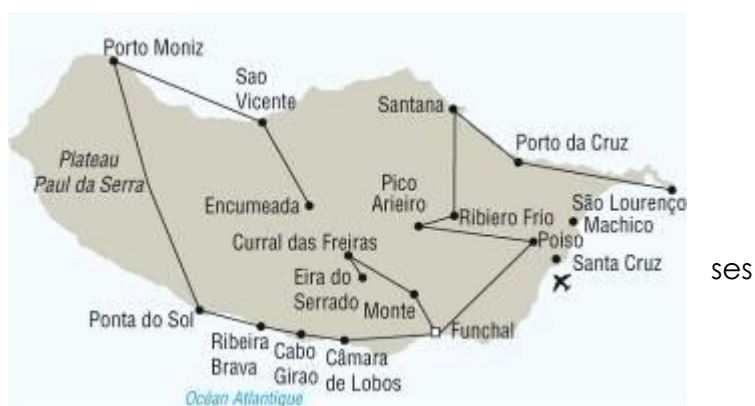 Porto Moniz
Sao
Vicente
Santana
Porto da Cruz
Plateau
Paul da Serra
Pico
Arieiro
Encumeada
Ribiero Frio
São Lourenço
Machico
Curral das Freiras
Poiso
Eira do
Serrado
Monte
Santa Cruz
ses
Ponta do Sol
Funchal
Ribeira
Brava
Cabo
Girao
Câmara
de Lobos
Océan Atlantique